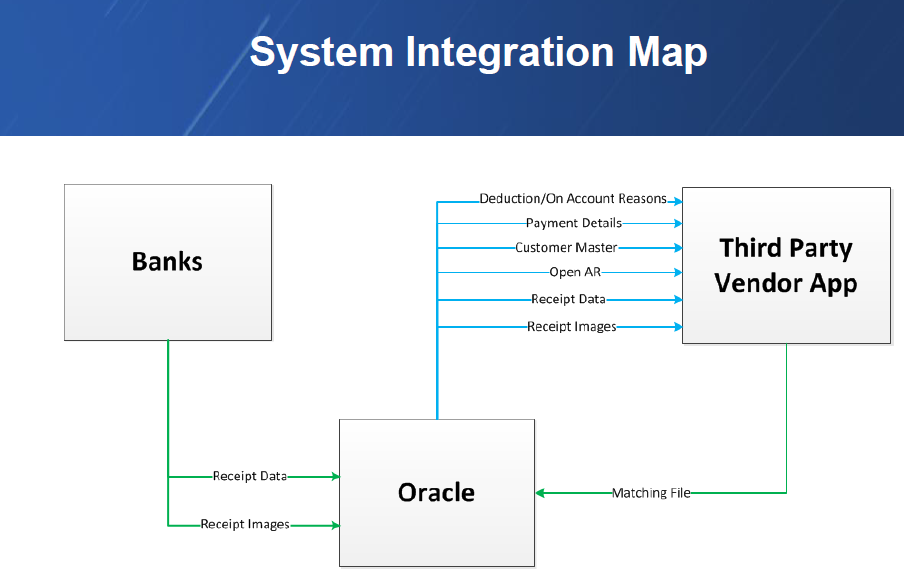 System Integration Map
Banks
Deduction/On Account Reasons
Payment Details
Customer Master
Open AR
Receipt Data
Receipt Images
Third Party
Vendor App
Receipt Data
Receipt Images
Oracle
Matching File